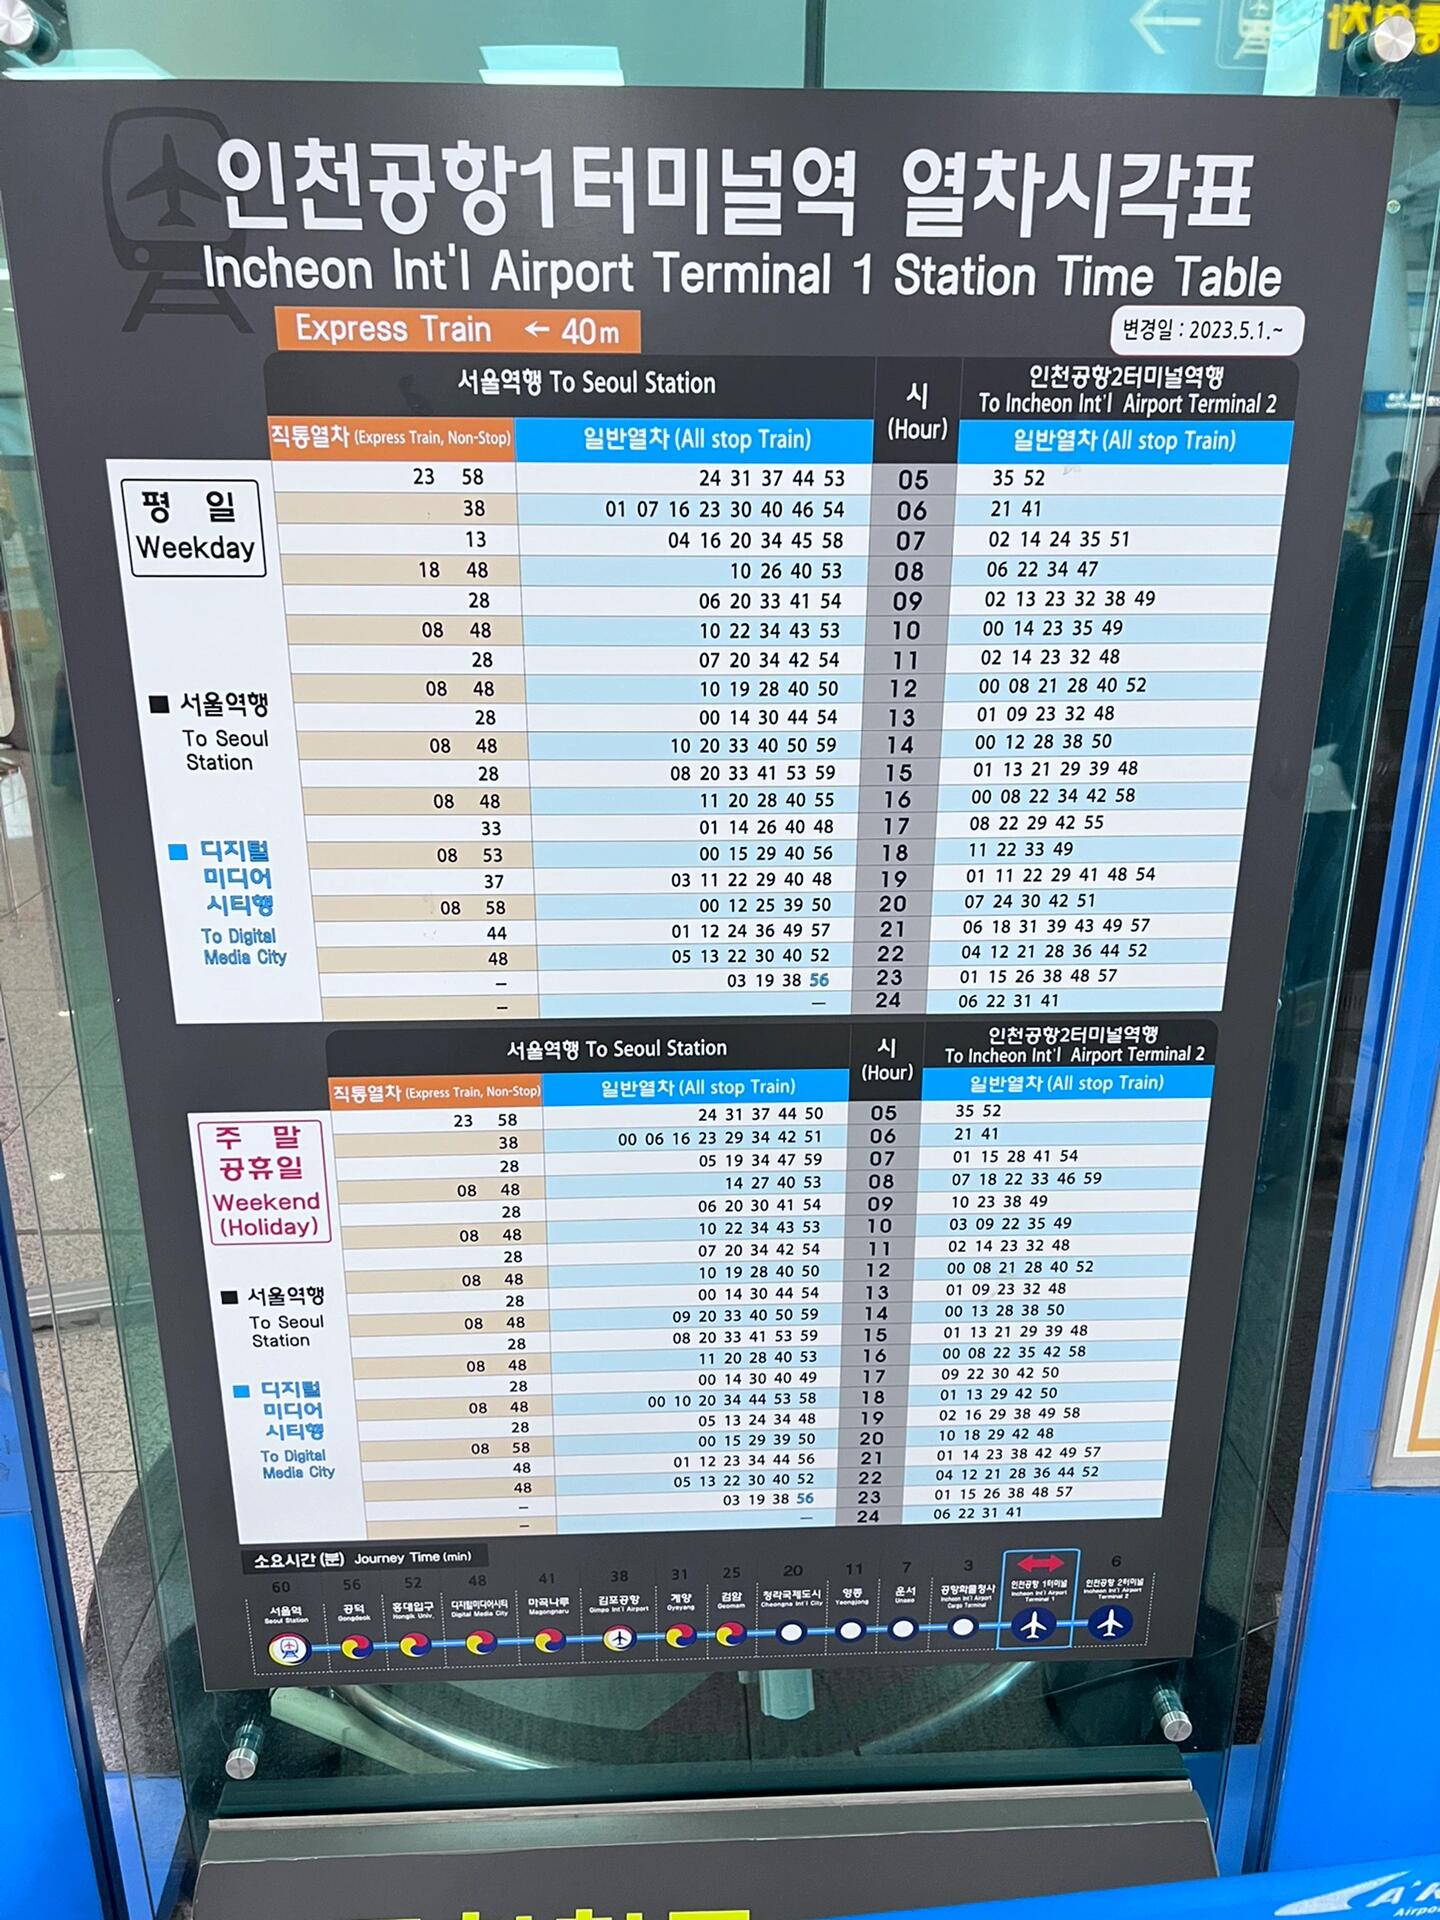 인천공항1터미널역 열차시각표
Incheon Int'l Airport Terminal 1 Station Time Table
Express Train ← 40m
변경일 : 2023.5.1.~
서울역행 To Seoul Station 시 (Hour) 인천공항2터미널역행 To Incheon Int'l Airport Terminal 2
직통열차 (Express Train, Non-Stop) 일반열차 (All stop Train) 일반열차 (All stop Train)
평 일
Weekday
23 58 24 31 37 44 53 05 35 52
38 01 07 16 23 30 40 46 54 06 21 41
13 04 16 20 34 45 58 07 02 14 24 35 51
18 48 10 26 40 53 08 06 22 34 47
28 06 20 33 41 54 09 02 13 23 32 38 49
08 48 10 22 34 43 53 10 00 14 23 35 49
28 07 20 34 42 54 11 02 14 23 32 48
08 48 10 19 28 40 50 12 00 08 21 28 40 52
28 00 14 30 44 54 13 01 09 23 32 48
08 48 10 20 33 40 50 59 14 00 12 28 38 50
28 08 20 33 41 53 59 15 01 13 21 29 39 48
08 48 11 20 28 40 55 16 00 08 22 34 42 58
33 01 14 26 40 48 17 08 22 29 42 55
08 53 00 15 29 40 56 18 11 22 33 49
37 03 11 22 29 40 48 19 01 11 22 29 41 48 54
08 58 00 12 25 39 50 20 07 24 30 42 51
44 01 12 24 36 49 57 21 06 18 31 39 43 49 57
48 05 13 22 30 40 52 22 04 12 21 28 36 44 52
– 03 19 38 56 23 01 15 26 38 48 57
– — 24 06 22 31 41
■ 서울역행
To Seoul
Station
■ 디지털
미디어
시티행
To Digital
Media City
서울역행 To Seoul Station 시 (Hour) 인천공항2터미널역행 To Incheon Int'l Airport Terminal 2
직통열차 (Express Train, Non-Stop) 일반열차 (All stop Train) 일반열차 (All stop Train)
주 말
공휴일
Weekend
(Holiday)
23 58 24 31 37 44 50 05 35 52
38 00 06 16 23 29 34 42 51 06 21 41
28 05 19 34 47 59 07 01 15 28 41 54
08 48 14 27 40 53 08 07 18 22 33 46 59
28 06 20 30 41 54 09 10 23 38 49
08 48 10 22 34 43 53 10 03 09 22 35 49
28 07 20 34 42 54 11 02 14 23 32 48
08 48 10 19 28 40 50 12 00 08 21 28 40 52
28 00 14 30 44 54 13 01 09 23 32 48
08 48 09 20 33 40 50 59 14 00 13 28 38 50
28 08 20 33 41 53 59 15 01 13 21 29 39 48
08 48 11 20 28 40 53 16 00 08 22 35 42 58
28 00 14 30 40 49 17 09 22 30 42 50
08 48 00 10 20 34 44 53 58 18 01 13 29 42 50
28 05 13 24 34 48 19 02 16 29 38 49 58
08 58 00 15 29 39 50 20 10 18 29 42 48
48 01 12 23 34 44 56 21 01 14 23 38 42 49 57
48 05 13 22 30 40 52 22 04 12 21 28 36 44 52
– 03 19 38 56 23 01 15 26 38 48 57
– — 24 06 22 31 41
■ 서울역행
To Seoul
Station
■ 디지털
미디어
시티행
To Digital
Media City
소요시간 (분) Journey Time (min)
60 56 52 48 41 38 31 25 20 11 7 3 6
서울역 공덕 홍대입구 디지털미디어시티 마곡나루 김포공항 계양 검암 청라국제도시 영종 운서 공항화물청사 인천공항 1터미널 인천공항 2터미널
Seoul Station Gongdeok Hongik Univ. Digital Media City Magongnaru Gimpo Int'l Airport Gyeyang Geomam Cheongna Int'l City Yeongjong Unseo Incheon Int'l Airport Cargo Terminal Incheon Int'l Airport Terminal 1 Incheon Int'l Airport Terminal 2